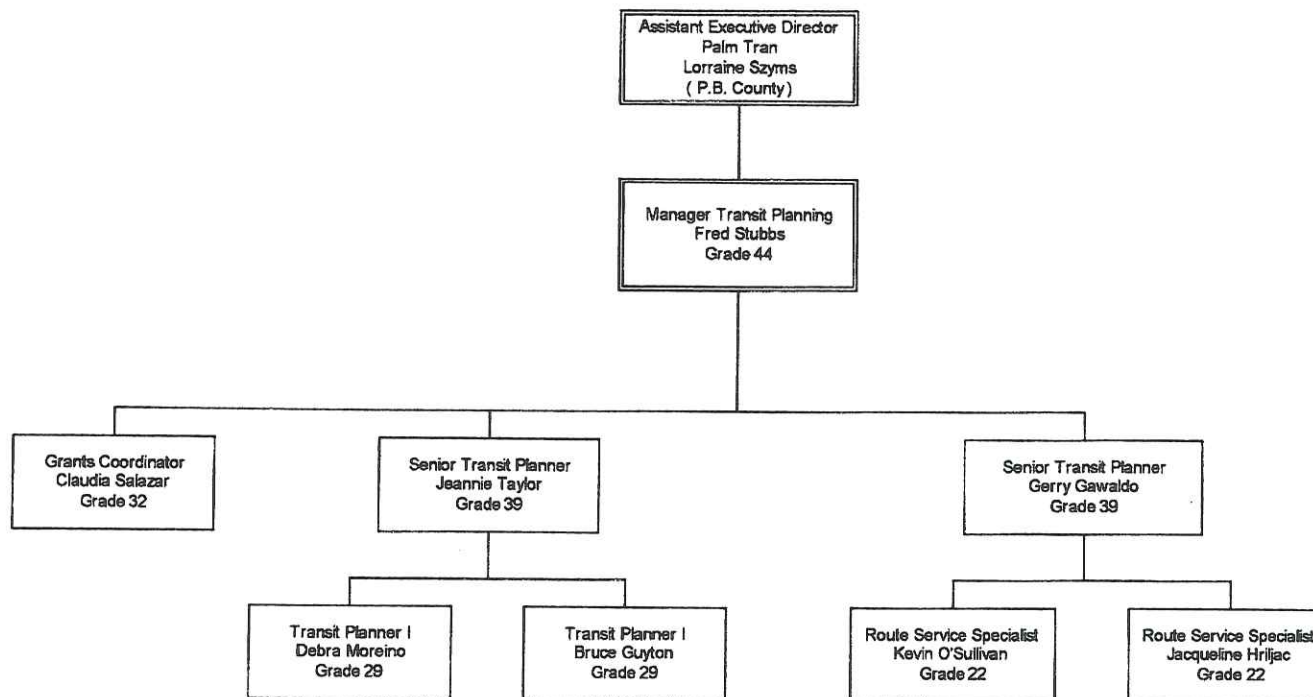 Assistant Executive Director
Palm Tran
Lorraine Szyms
( P.B. County)
Manager Transit Planning
Fred Stubbs
Grade 44
Grants Coordinator
Claudia Salazar
Grade 32
Senior Transit Planner
Jeannie Taylor
Grade 39
Senior Transit Planner
Gerry Gawaldo
Grade 39
Transit Planner I
Debra Moreino
Grade 29
Transit Planner I
Bruce Guyton
Grade 29
Route Service Specialist
Kevin O'Sullivan
Grade 22
Route Service Specialist
Jacqueline Hriljac
Grade 22